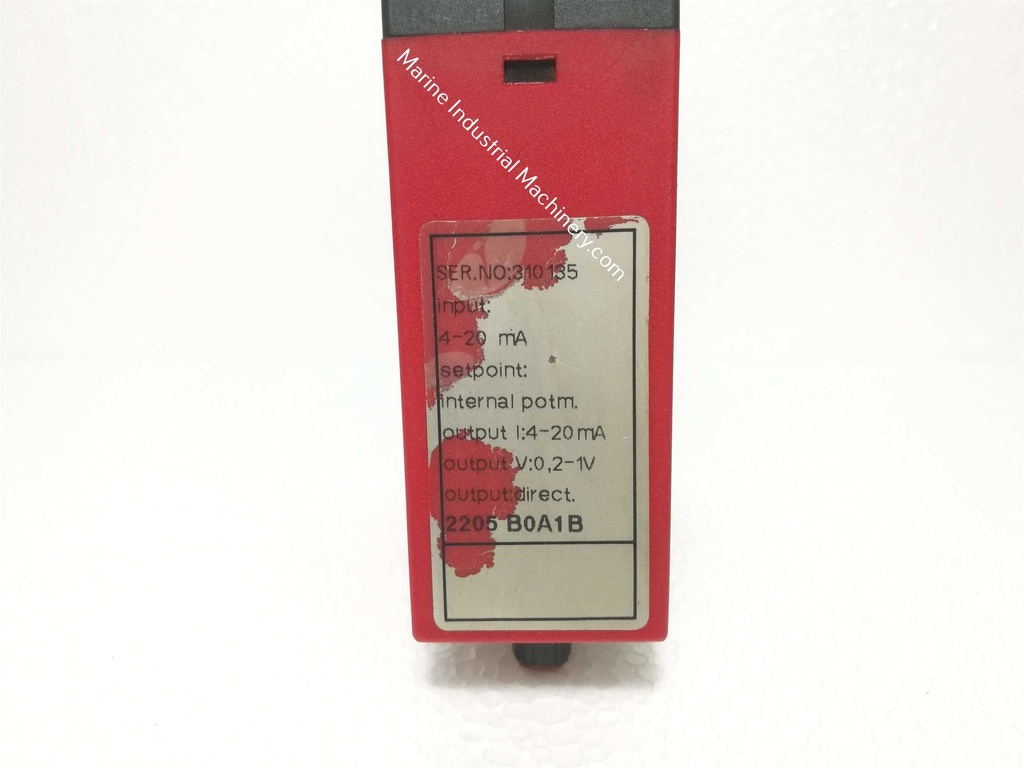 Marine Industrial Machinery.com
SER.NO:310135
input:
4-20 mA
setpoint:
internal potm.
output I:4-20mA
output V:0,2-1V
output:direct.
2205 B0A1B